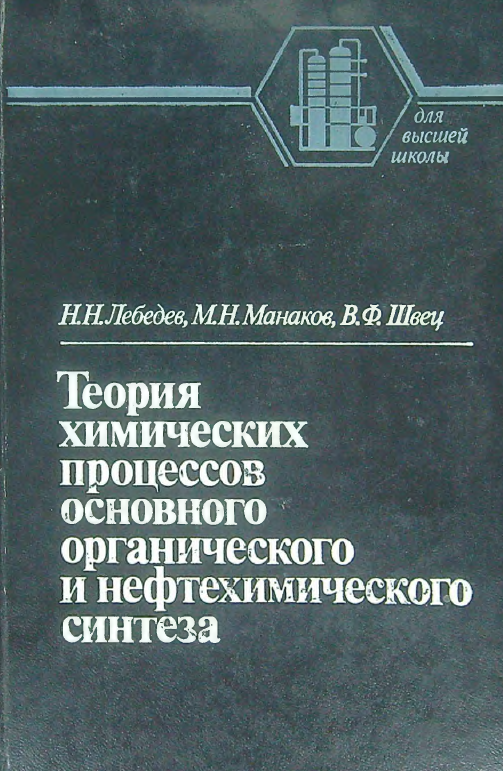 для
высшей
школы
Н.Н.Лебедев, М.Н.Манаков, В.Ф.Швец
Теория
химических
процессов
основного
органического
и нефтехимического
синтеза